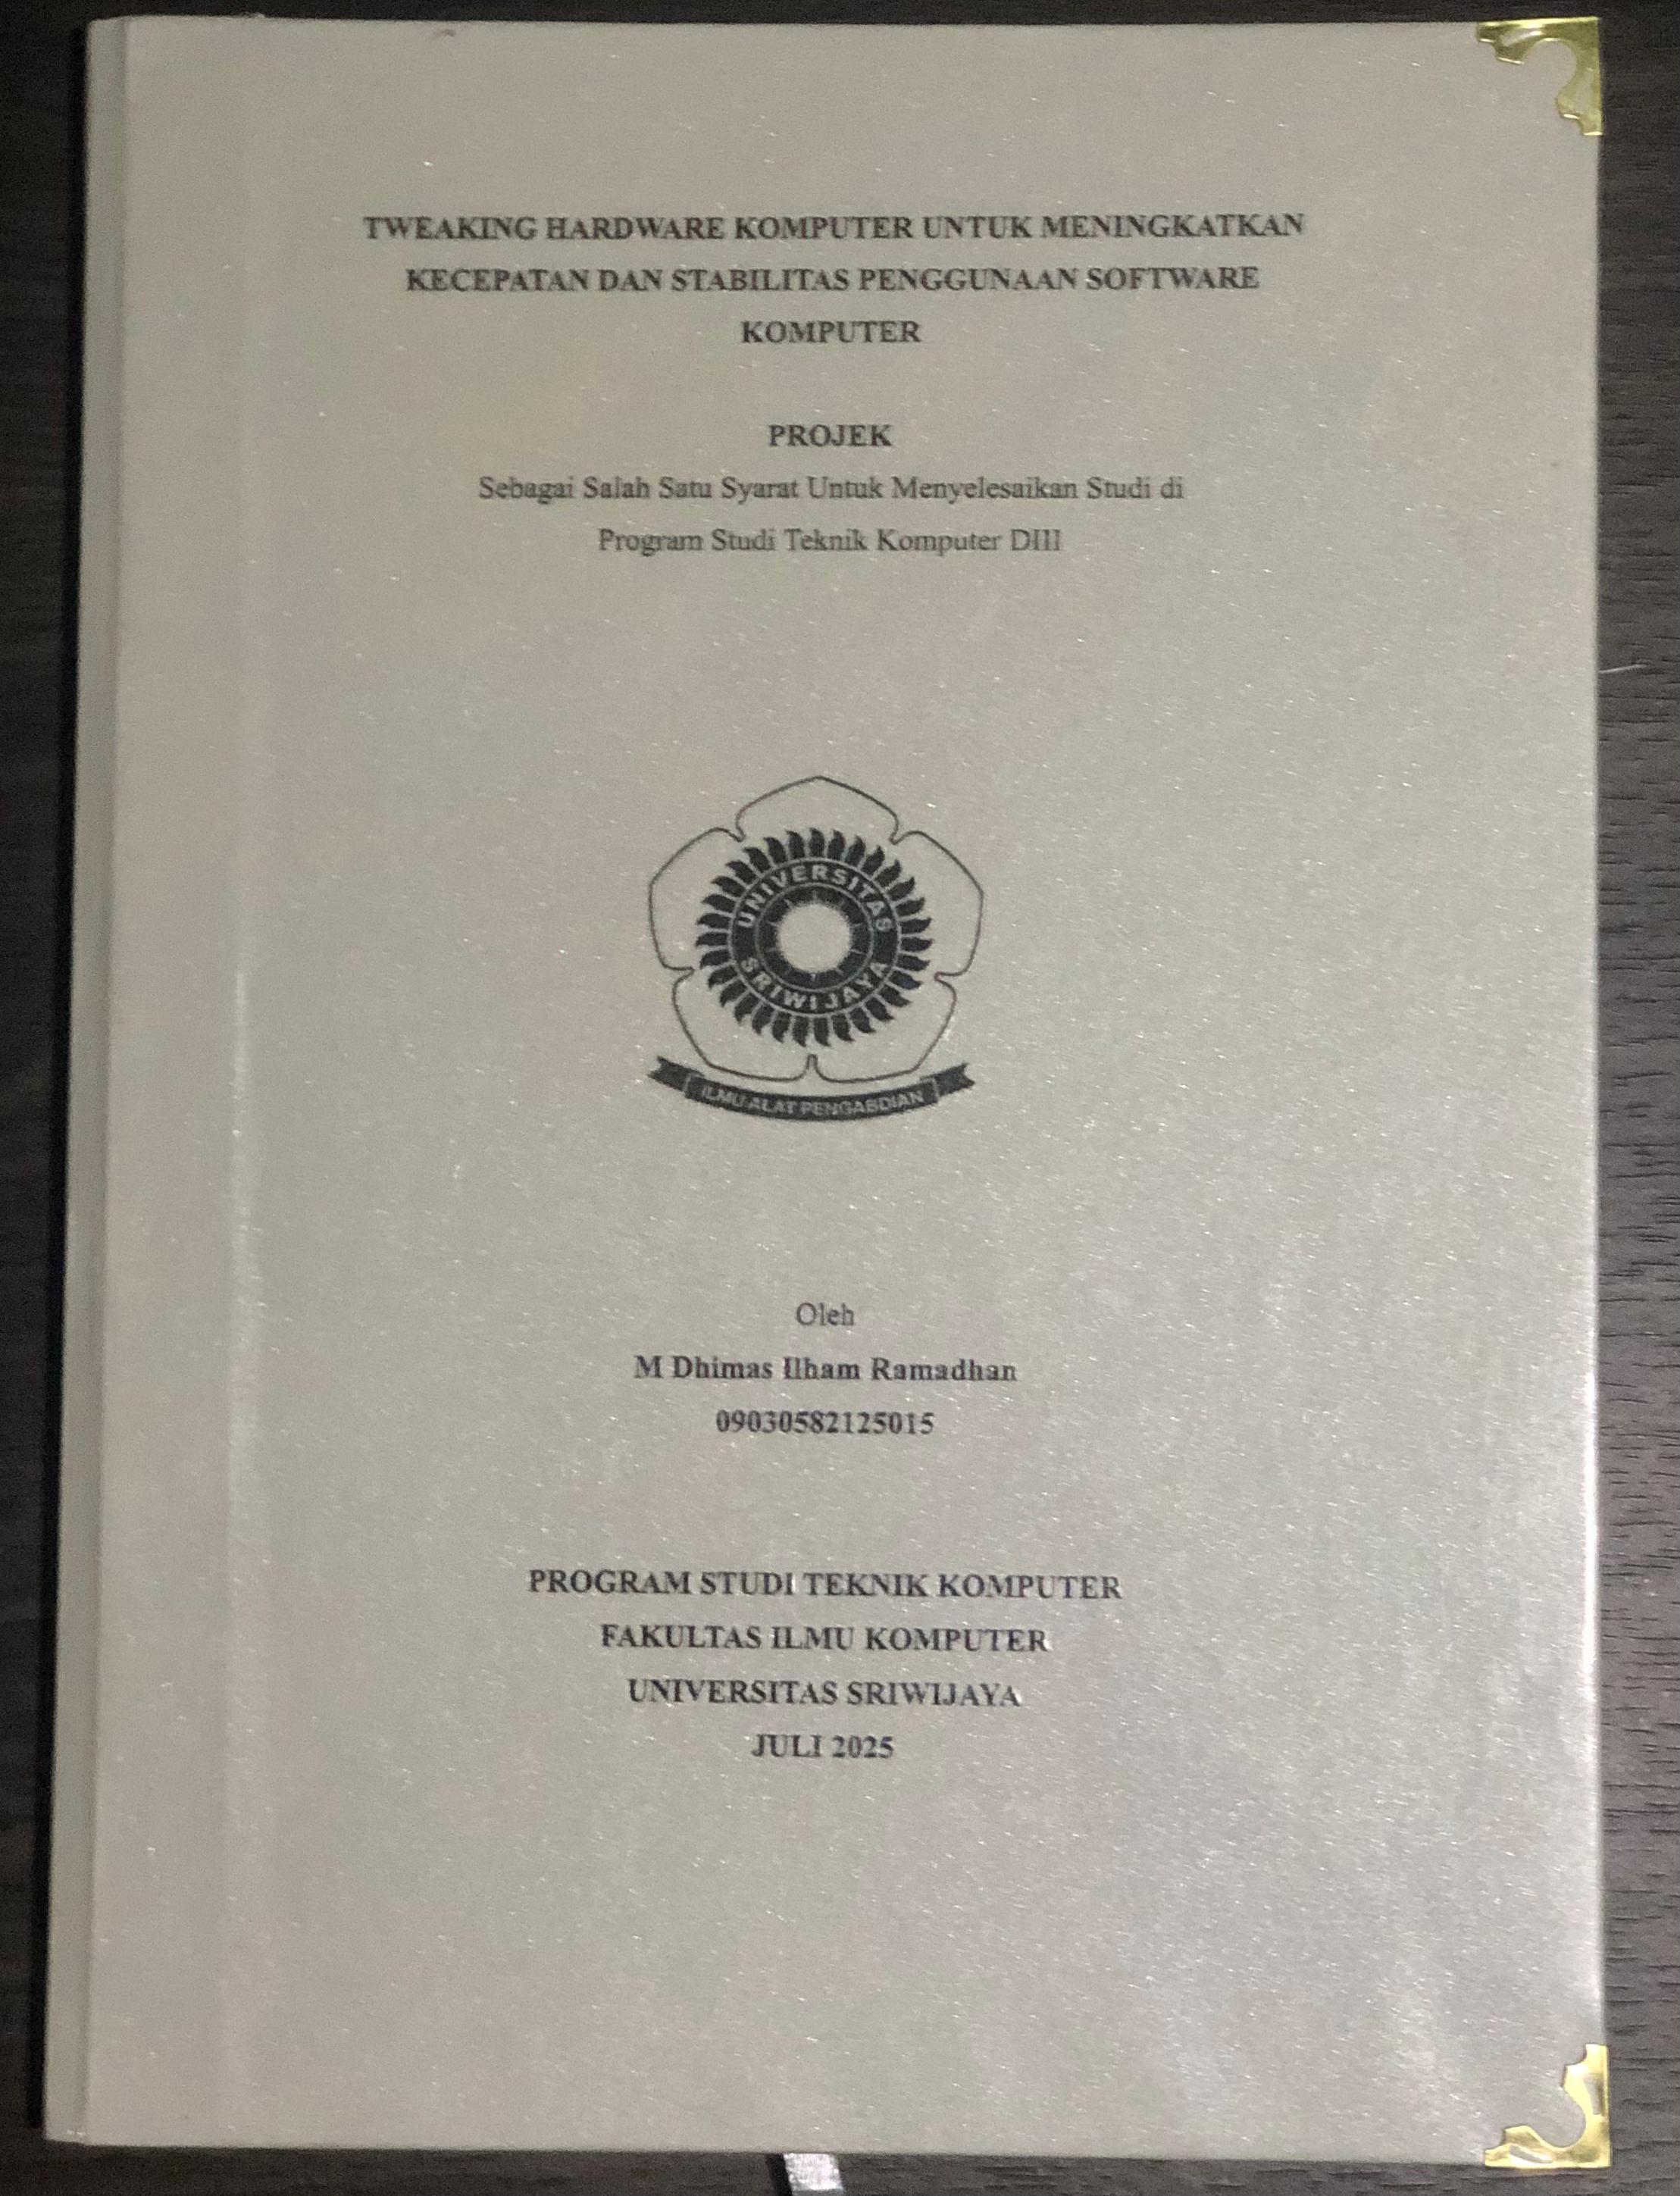 TWEAKING HARDWARE KOMPUTER UNTUK MENINGKATKAN
KECEPATAN DAN STABILITAS PENGGUNAAN SOFTWARE
KOMPUTER
PROJEK
Sebagai Salah Satu Syarat Untuk Menyelesaikan Studi di
Program Studi Teknik Komputer DIII
UNIVERSITAS
SRIWIJAYA
ILMU ALAT PENGABDIAN
Oleh
M Dhimas Ilham Ramadhan
09030582125015
PROGRAM STUDI TEKNIK KOMPUTER
FAKULTAS ILMU KOMPUTER
UNIVERSITAS SRIWIJAYA
JULI 2025